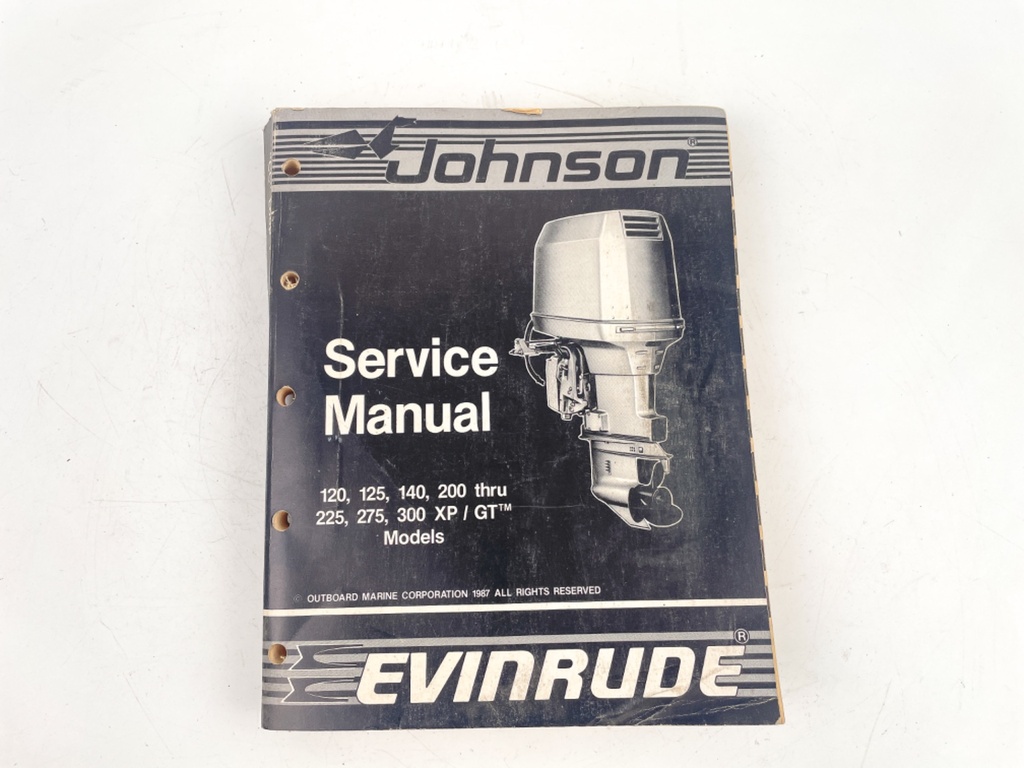 Johnson®
Service
Manual
120, 125, 140, 200 thru
225, 275, 300 XP / GT™
Models
© OUTBOARD MARINE CORPORATION 1987 ALL RIGHTS RESERVED
EVINRUDE®